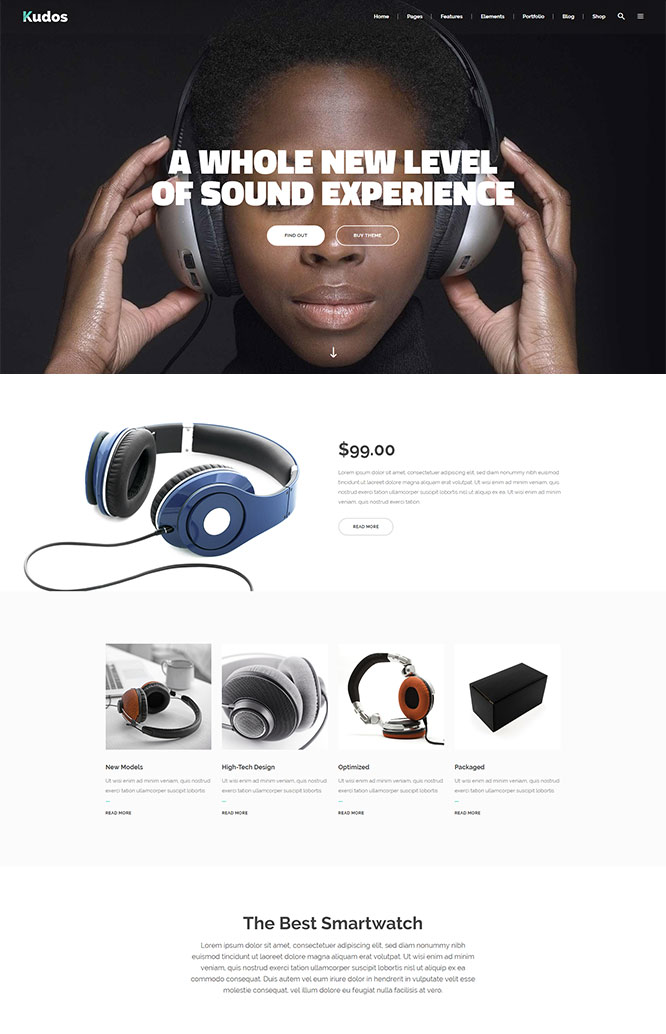 Kudos
Home | Pages | Features | Elements | Portfolio | Blog | Shop
A WHOLE NEW LEVEL
OF SOUND EXPERIENCE
FIND OUT
BUY THEME
$99.00
Lorem ipsum dolor sit amet, consectetuer adipiscing elit, sed diam nonummy nibh euismod
tincidunt ut laoreet dolore magna aliquam erat volutpat. Ut wisi enim ad minim veniam, quis
nostrud exerci tation ullamcorper suscipit lobortis nisl ut aliquip ex ea. Ut wisi enim ad minim
veniam, quis nostrud exerci tation
READ MORE
New Models
Ut wisi enim ad minim veniam, quis nostrud
exerci tation ullamcorper suscipit lobortis
READ MORE
High-Tech Design
Ut wisi enim ad minim veniam, quis nostrud
exerci tation ullamcorper suscipit lobortis
READ MORE
Optimized
Ut wisi enim ad minim veniam, quis nostrud
exerci tation ullamcorper suscipit lobortis
READ MORE
Packaged
Ut wisi enim ad minim veniam, quis nostrud
exerci tation ullamcorper suscipit lobortis
READ MORE
The Best Smartwatch
Lorem ipsum dolor sit amet, consectetuer adipiscing elit, sed diam nonummy nibh
euismod tincidunt ut laoreet dolore magna aliquam erat volutpat. Ut wisi enim ad minim
veniam, quis nostrud exerci tation ullamcorper suscipit lobortis nisl ut aliquip ex ea
commodo consequat. Duis autem vel eum iriure dolor in hendrerit in vulputate velit esse
molestie consequat, vel illum dolore eu feugiat nulla facilisis at vero.